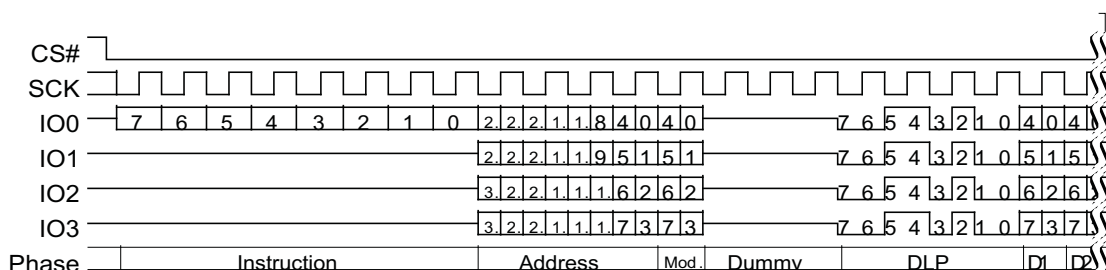 CS#
SCK
IO0 7 6 5 4 3 2 1 0 2. 2. 2. 1. 1. 8 4 0 4 0 7 6 5 4 3 2 1 0 4 0 4
IO1 2. 2. 2. 1. 1. 9 5 1 5 1 7 6 5 4 3 2 1 0 5 1 5
IO2 3. 2. 2. 1. 1. 1. 6 2 6 2 7 6 5 4 3 2 1 0 6 2 6
IO3 3. 2. 2. 1. 1. 1. 7 3 7 3 7 6 5 4 3 2 1 0 7 3 7
Phase Instruction Address Mod. Dummy DLP D1 D2